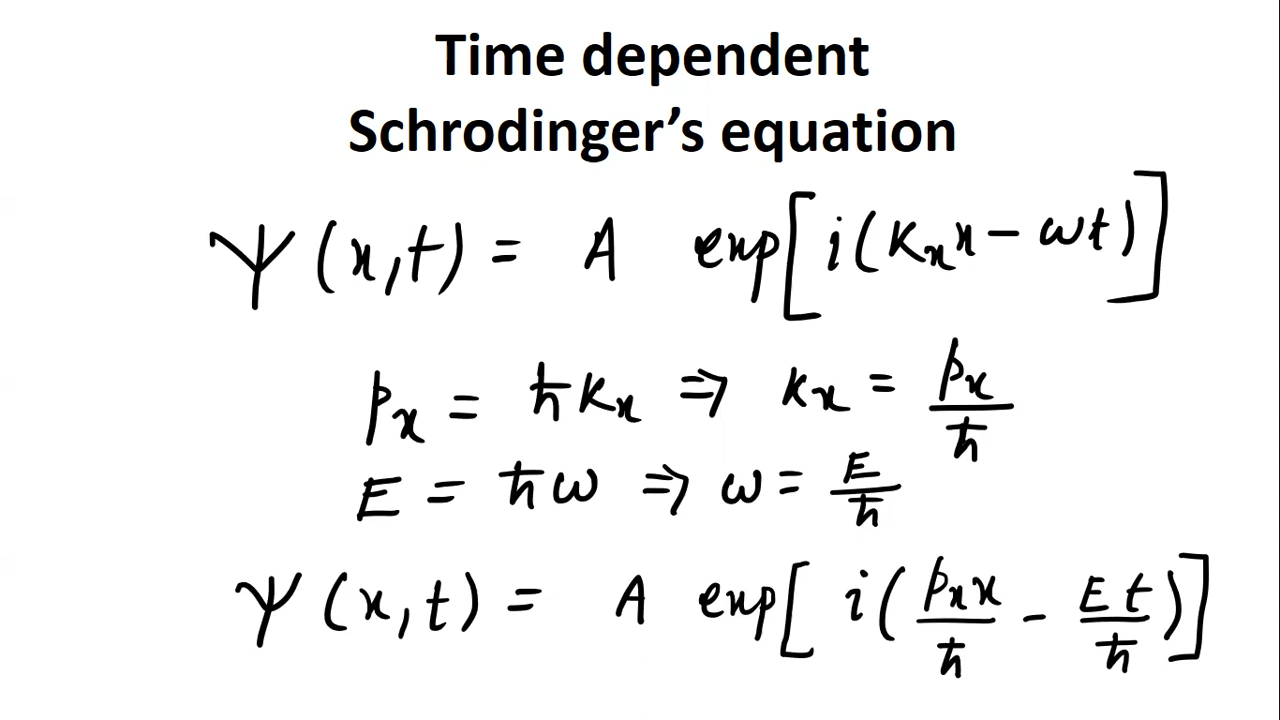 Time dependent
Schrodinger’s equation
Ψ(x,t) = A exp[i(kₓx − ωt)]
pₓ = ħkₓ ⇒ kₓ = pₓ/ħ
E = ħω ⇒ ω = E/ħ
Ψ(x,t) = A exp[i(pₓx/ħ − Et/ħ)]